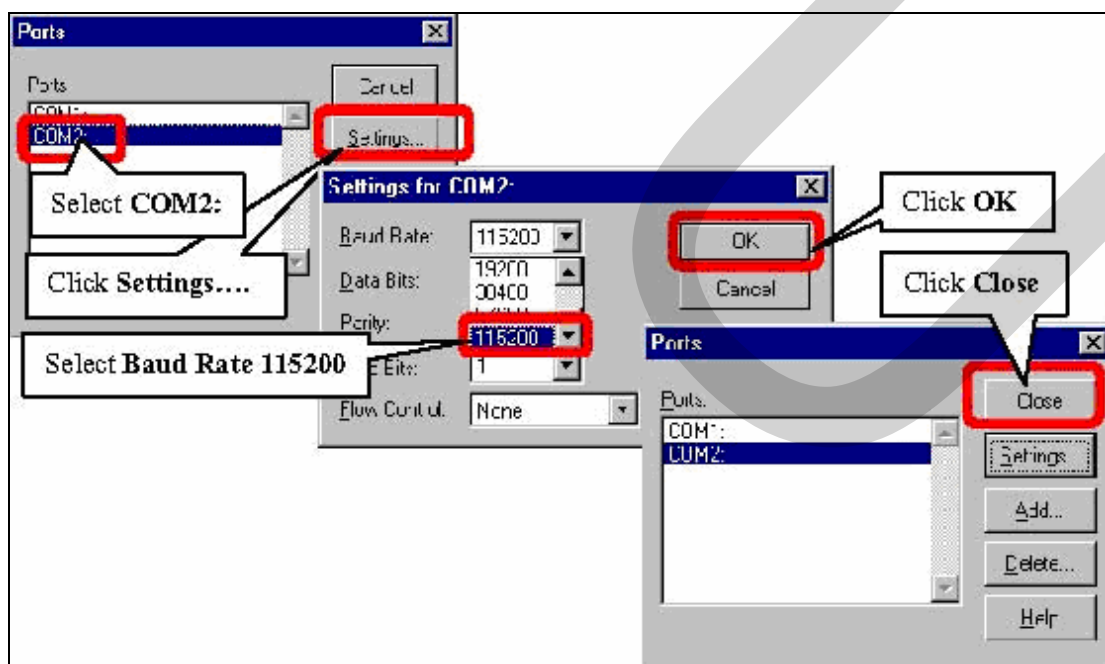 Ports
Ports
Cancel
COM2:
Settings...
Select COM2:
Click Settings....
Settings for COM2:
Baud Rate: 115200
19200
Data Bits:
Parity:
115200
1
Flow Control: None
OK
Cancel
Select Baud Rate 115200
Click OK
Click Close
Ports
Ports:
COM1:
COM2:
Close
Settings
Add...
Delete...
Help